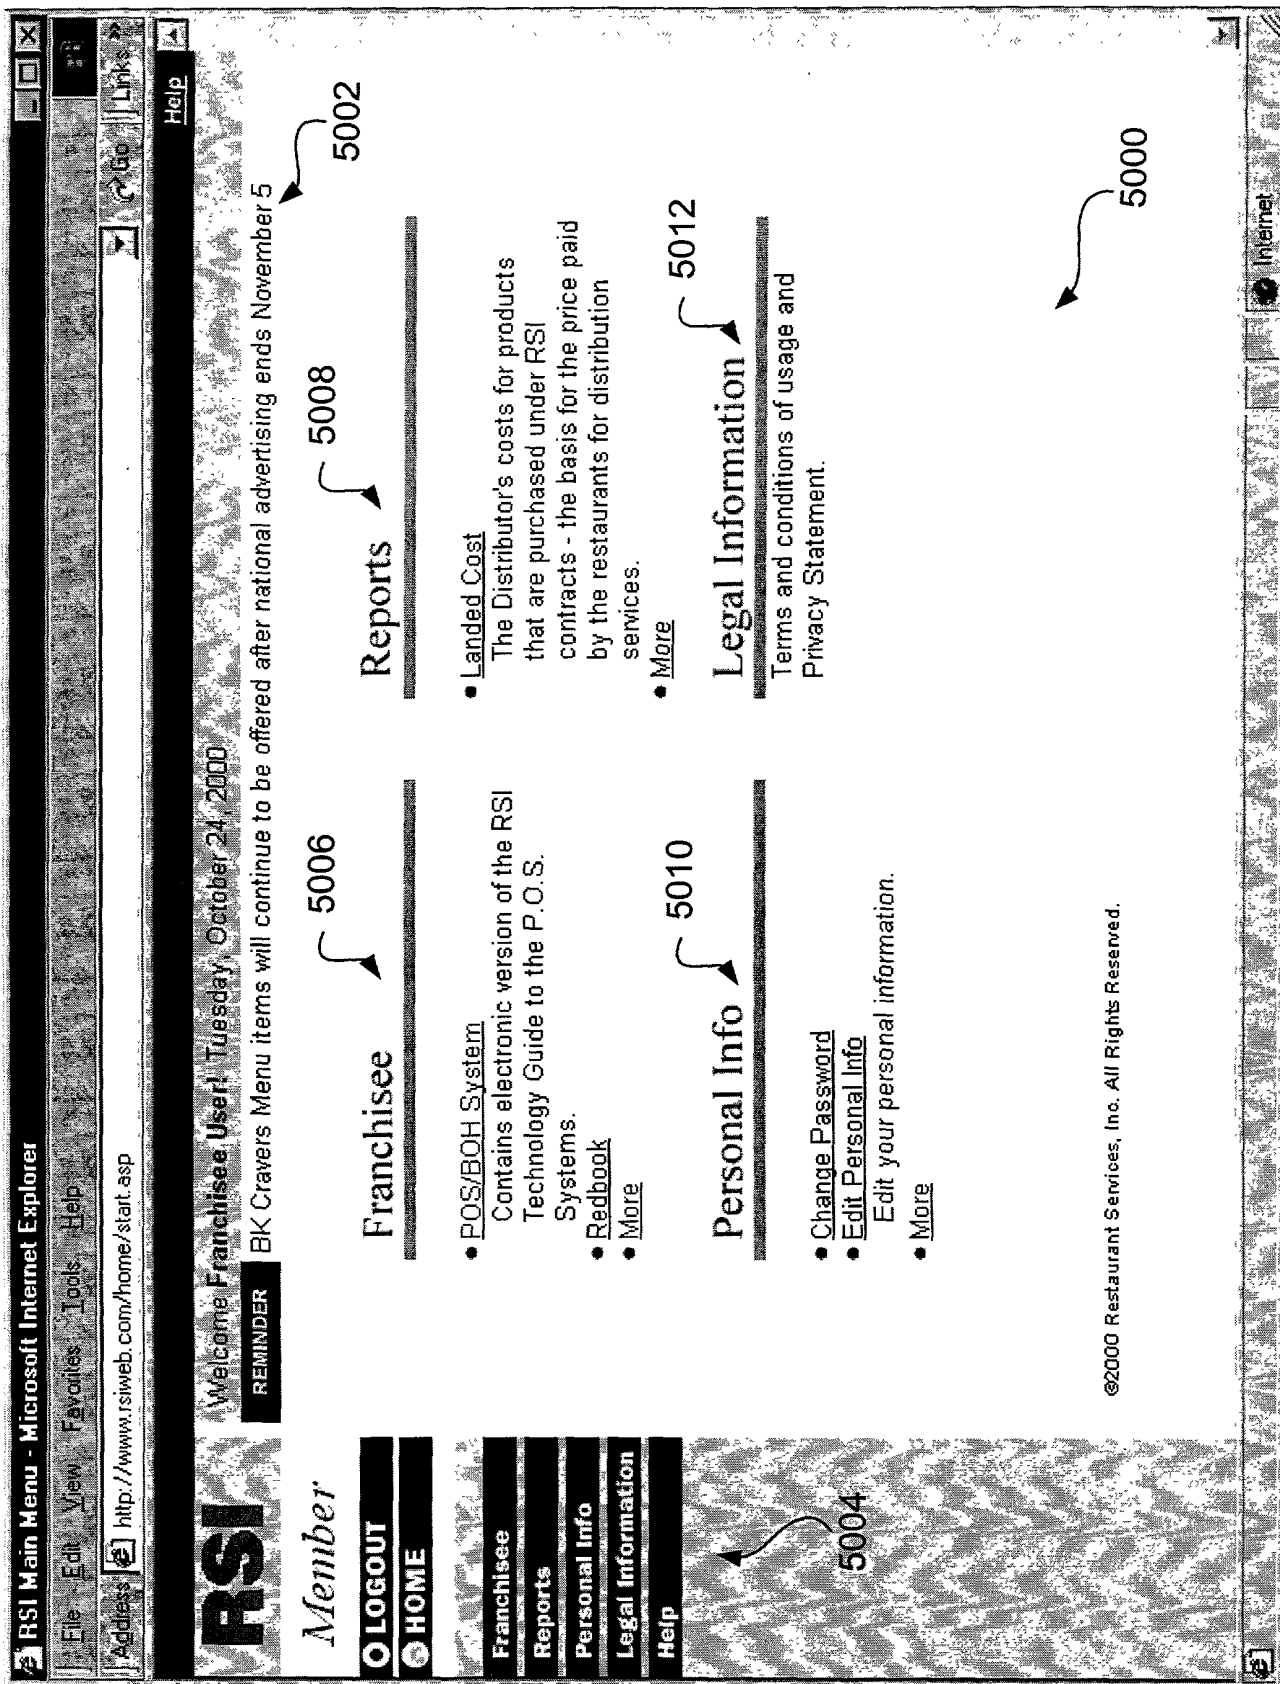 RSI Main Menu - Microsoft Internet Explorer
File Edit View Favorites Tools Help
Address http://www.rsiweb.com/home/start.asp Go Links »
Help
RSI
Welcome Franchisee User! Tuesday, October 24, 2000
REMINDER BK Cravers Menu items will continue to be offered after national advertising ends November 5
5002
Member
LOGOUT
HOME
Franchisee
Reports
Personal Info
Legal Information
Help
5004
Franchisee
5006
• POS/BOH System
Contains electronic version of the RSI
Technology Guide to the P.O.S.
Systems.
• Redbook
• More
Reports
5008
• Landed Cost
The Distributor's costs for products
that are purchased under RSI
contracts - the basis for the price paid
by the restaurants for distribution
services.
• More
Personal Info
5010
• Change Password
• Edit Personal Info
Edit your personal information.
• More
Legal Information
5012
Terms and conditions of usage and
Privacy Statement.
©2000 Restaurant Services, Inc. All Rights Reserved.
5000
Internet